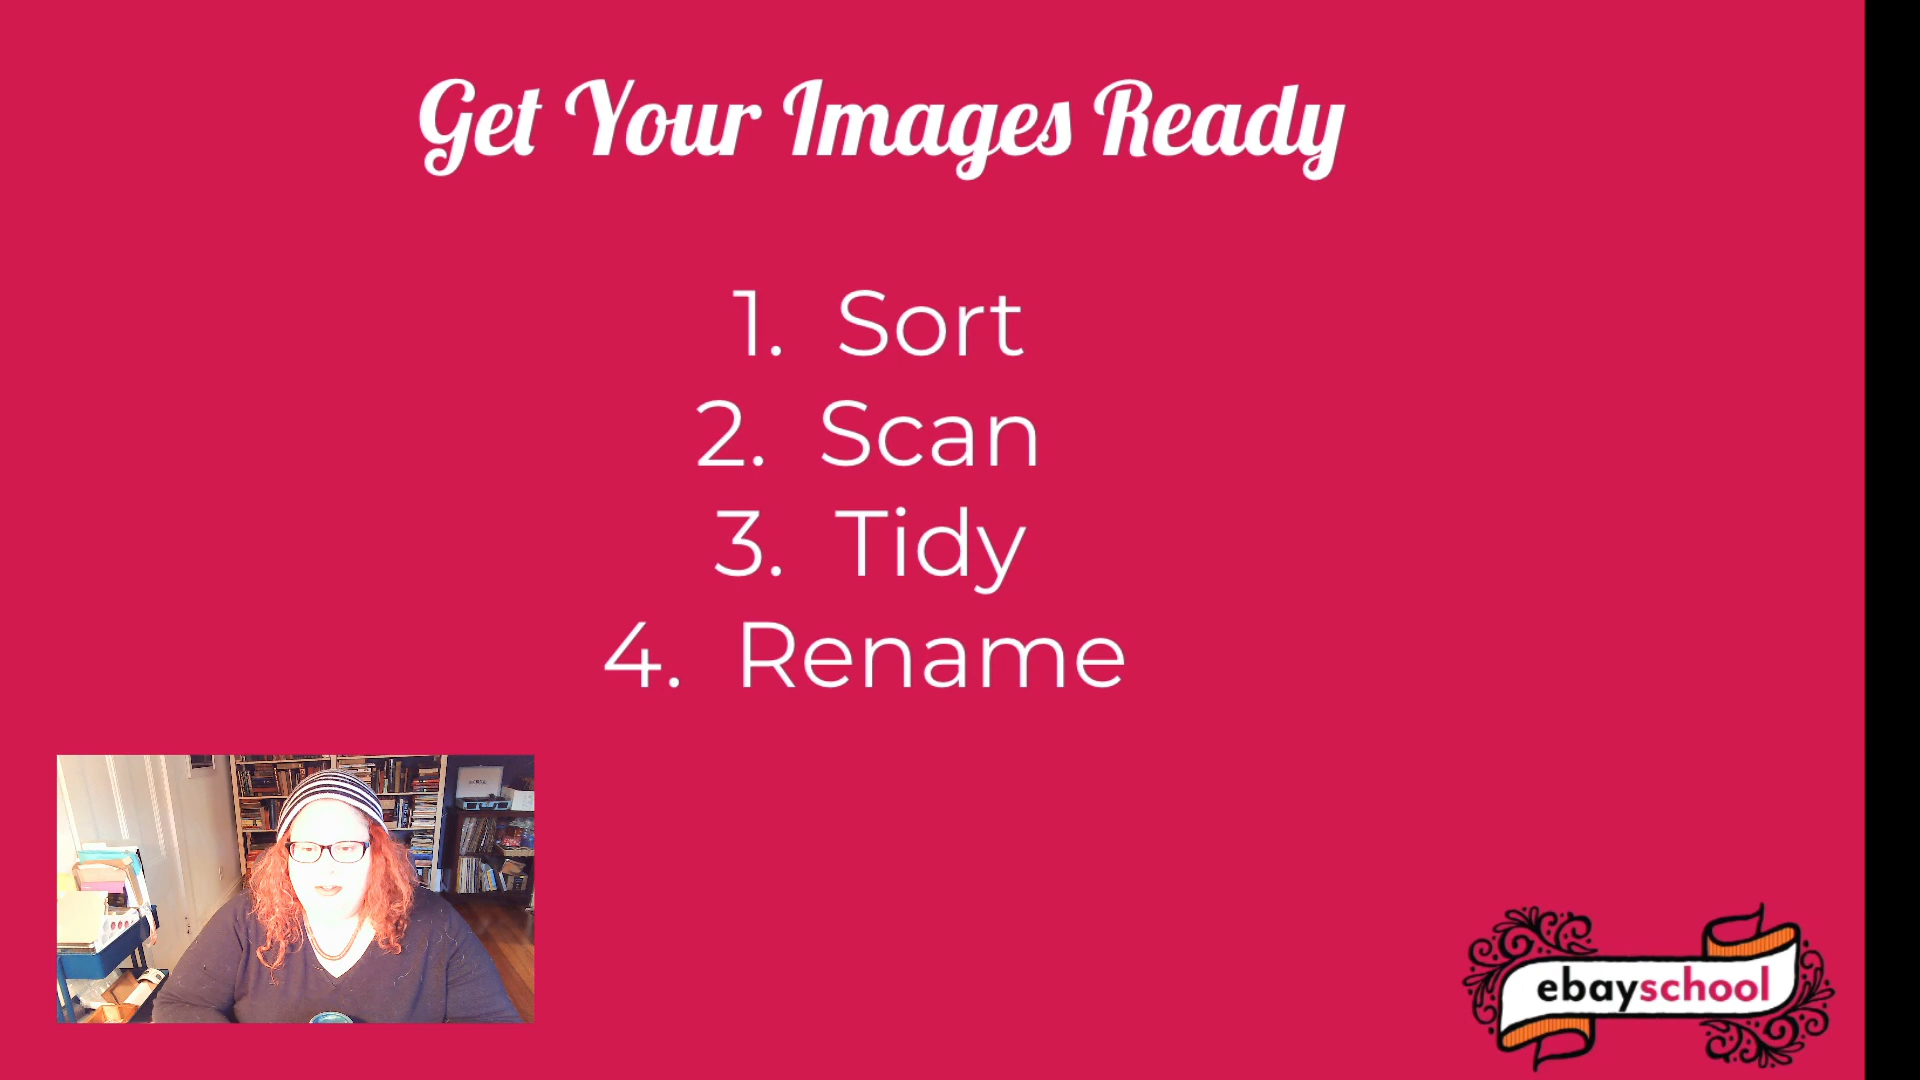 Get Your Images Ready
1. Sort
2. Scan
3. Tidy
4. Rename
ebayschool